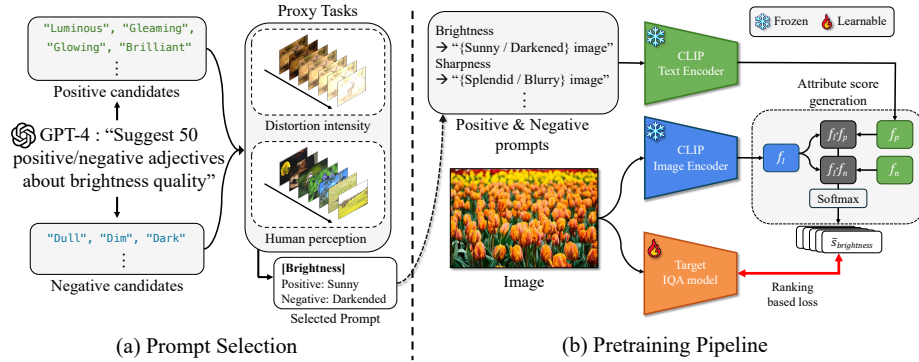 "Luminous", "Gleaming",
"Glowing", "Brilliant"
⋮
Positive candidates
GPT-4 : “Suggest 50
positive/negative adjectives
about brightness quality”
"Dull", "Dim", "Dark"
⋮
Negative candidates
Proxy Tasks
Distortion intensity
Human perception
[Brightness]
Positive: Sunny
Negative: Darkended
Selected Prompt
(a) Prompt Selection
Frozen
Learnable
Brightness
→ “{Sunny / Darkened} image”
Sharpness
→ “{Splendid / Blurry} image”
⋮
Positive & Negative
prompts
Image
CLIP
Text Encoder
CLIP
Image Encoder
Target
IQA model
Attribute score
generation
f_I
f_I·f_p
f_p
f_I·f_n
f_n
Softmax
s̄_brightness
Ranking
based loss
(b) Pretraining Pipeline